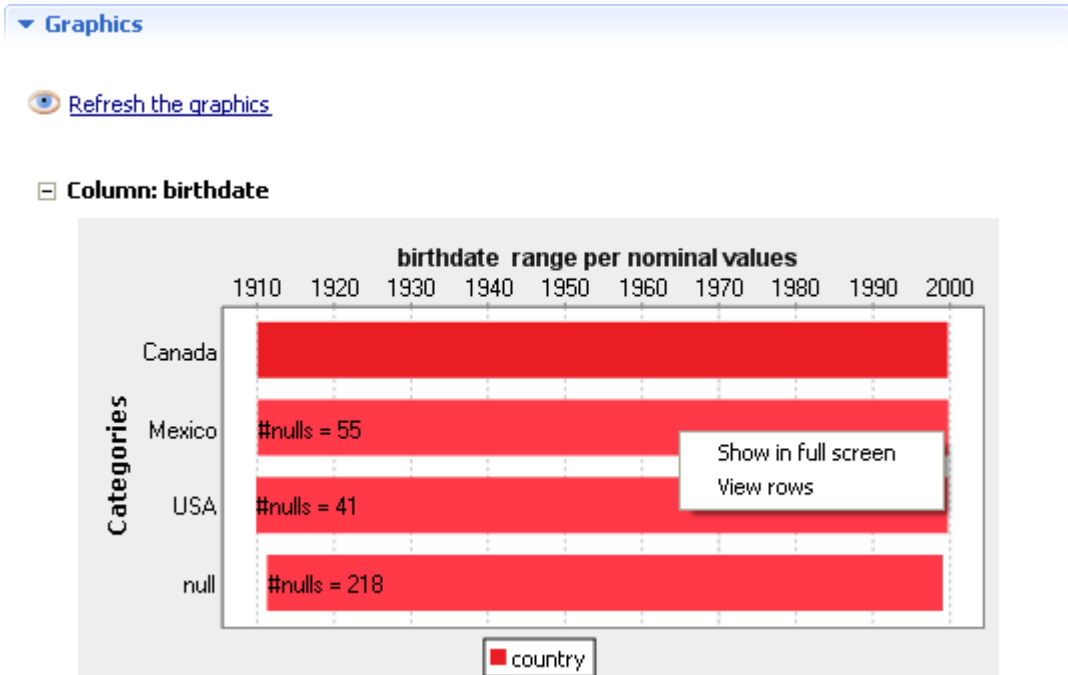 Graphics
Refresh the graphics
Column: birthdate
birthdate range per nominal values
1910 1920 1930 1940 1950 1960 1970 1980 1990 2000
Categories
Canada
Mexico #nulls = 55
Show in full screen
View rows
USA #nulls = 41
null #nulls = 218
country